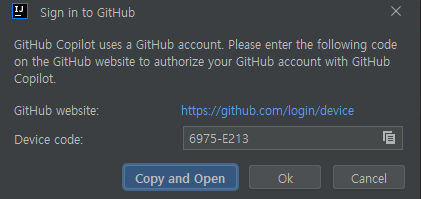 IJ
Sign in to GitHub
GitHub Copilot uses a GitHub account. Please enter the following code
on the GitHub website to authorize your GitHub account with GitHub
Copilot.
GitHub website: https://github.com/login/device
Device code: 6975-E213
Copy and Open Ok Cancel